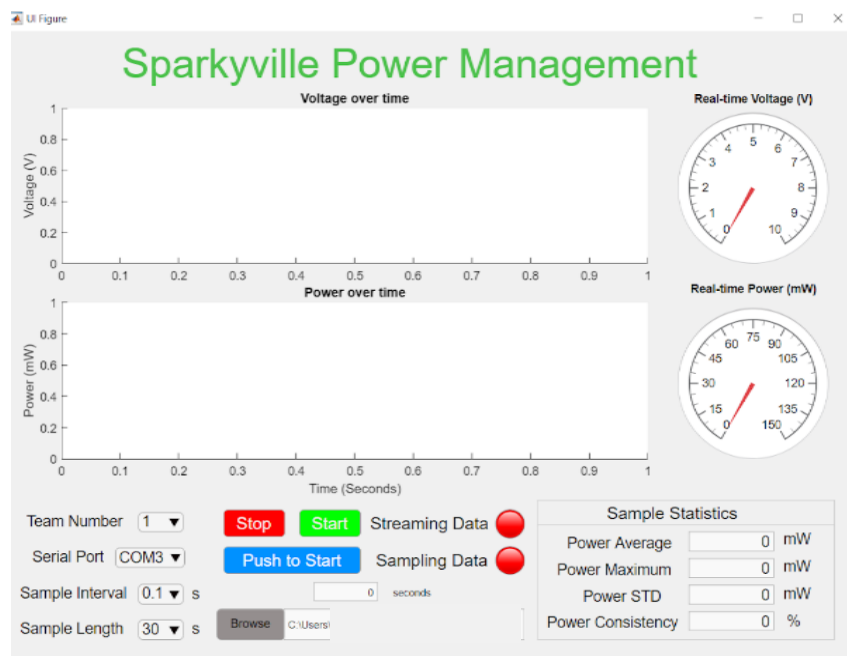 UI Figure
Sparkyville Power Management
Voltage over time
Real-time Voltage (V)
Voltage (V)
1
0.8
0.6
0.4
0.2
0
0 0.1 0.2 0.3 0.4 0.5 0.6 0.7 0.8 0.9 1
0 1 2 3 4 5 6 7 8 9 10
Power over time
Real-time Power (mW)
Power (mW)
1
0.8
0.6
0.4
0.2
0
0 0.1 0.2 0.3 0.4 0.5 0.6 0.7 0.8 0.9 1
Time (Seconds)
0 15 30 45 60 75 90 105 120 135 150
Team Number 1
Serial Port COM3
Sample Interval 0.1 s
Sample Length 30 s
Stop Start Streaming Data
Push to Start Sampling Data
0 seconds
Browse C:\Users\
Sample Statistics
Power Average 0 mW
Power Maximum 0 mW
Power STD 0 mW
Power Consistency 0 %